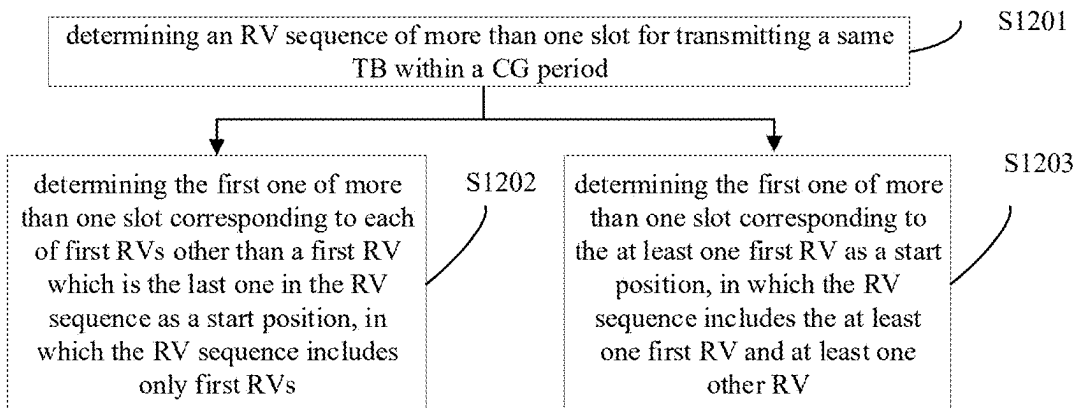 determining an RV sequence of more than one slot for transmitting a same
TB within a CG period
S1201
determining the first one of more
than one slot corresponding to each
of first RVs other than a first RV
which is the last one in the RV
sequence as a start position, in
which the RV sequence includes
only first RVs
S1202
determining the first one of more
than one slot corresponding to
the at least one first RV as a start
position, in which the RV
sequence includes the at least
one first RV and at least one
other RV
S1203